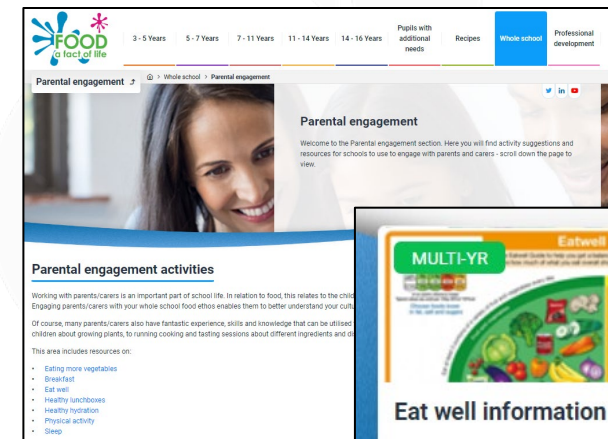 FOOD
a fact of life
3 - 5 Years
5 - 7 Years
7 - 11 Years
11 - 14 Years
14 - 16 Years
Pupils with
additional
needs
Recipes
Whole school
Professional
development
Parental engagement
> Whole school > Parental engagement
Parental engagement
Welcome to the Parental engagement section. Here you will find activity suggestions and
resources for schools to use to engage with parents and carers - scroll down the page to
view.
Parental engagement activities
Working with parents/carers is an important part of school life. In relation to food, this relates to the child
Engaging parents/carers with your whole school food ethos enables them to better understand your cultu
Of course, many parents/carers also have fantastic experience, skills and knowledge that can be utilised
children about growing plants, to running cooking and tasting sessions about different ingredients and di
This area includes resources on:
• Eating more vegetables
• Breakfast
• Eat well
• Healthy lunchboxes
• Healthy hydration
• Physical activity
• Sleep
MULTI-YR
Eatwell
Eat well information